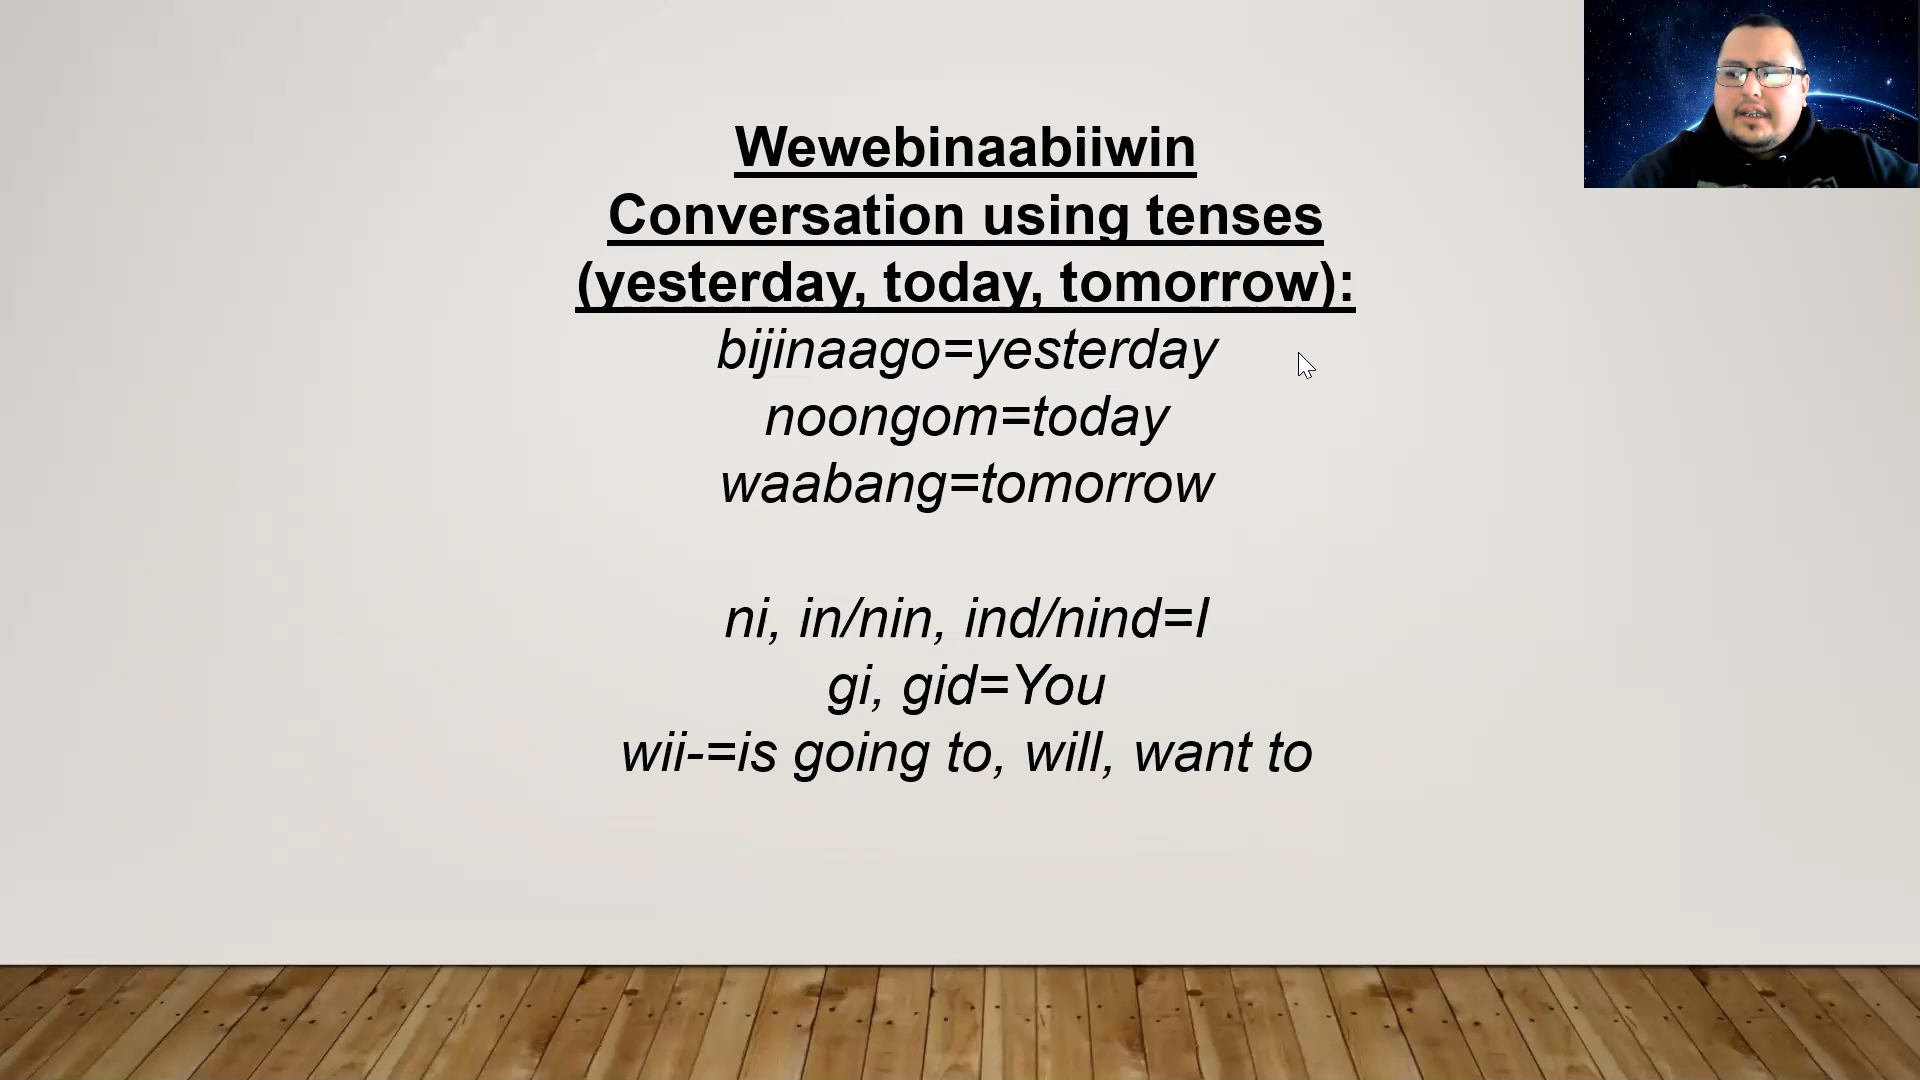 Wewebinaabiiwin
Conversation using tenses
(yesterday, today, tomorrow):
bijinaago=yesterday
noongom=today
waabang=tomorrow
ni, in/nin, ind/nind=I
gi, gid=You
wii-=is going to, will, want to